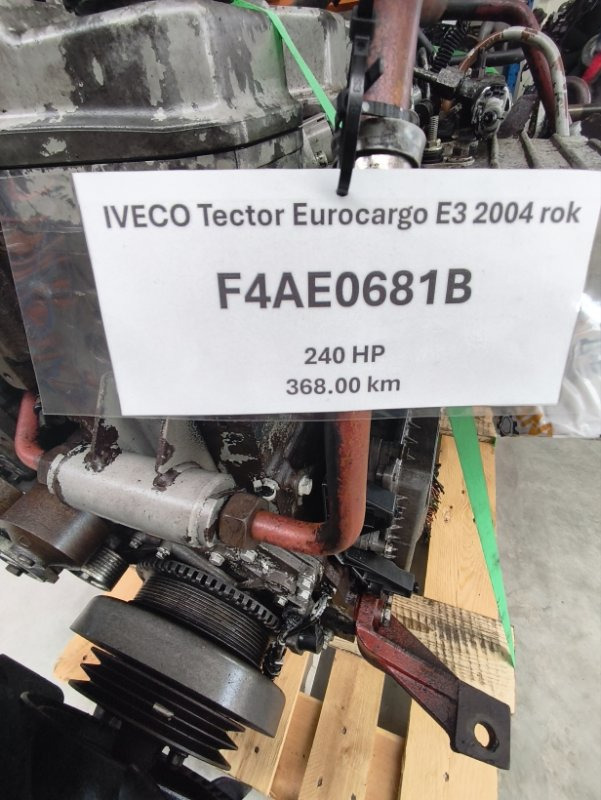 IVECO Tector Eurocargo E3 2004 rok
F4AE0681B
240 HP
368.00 km